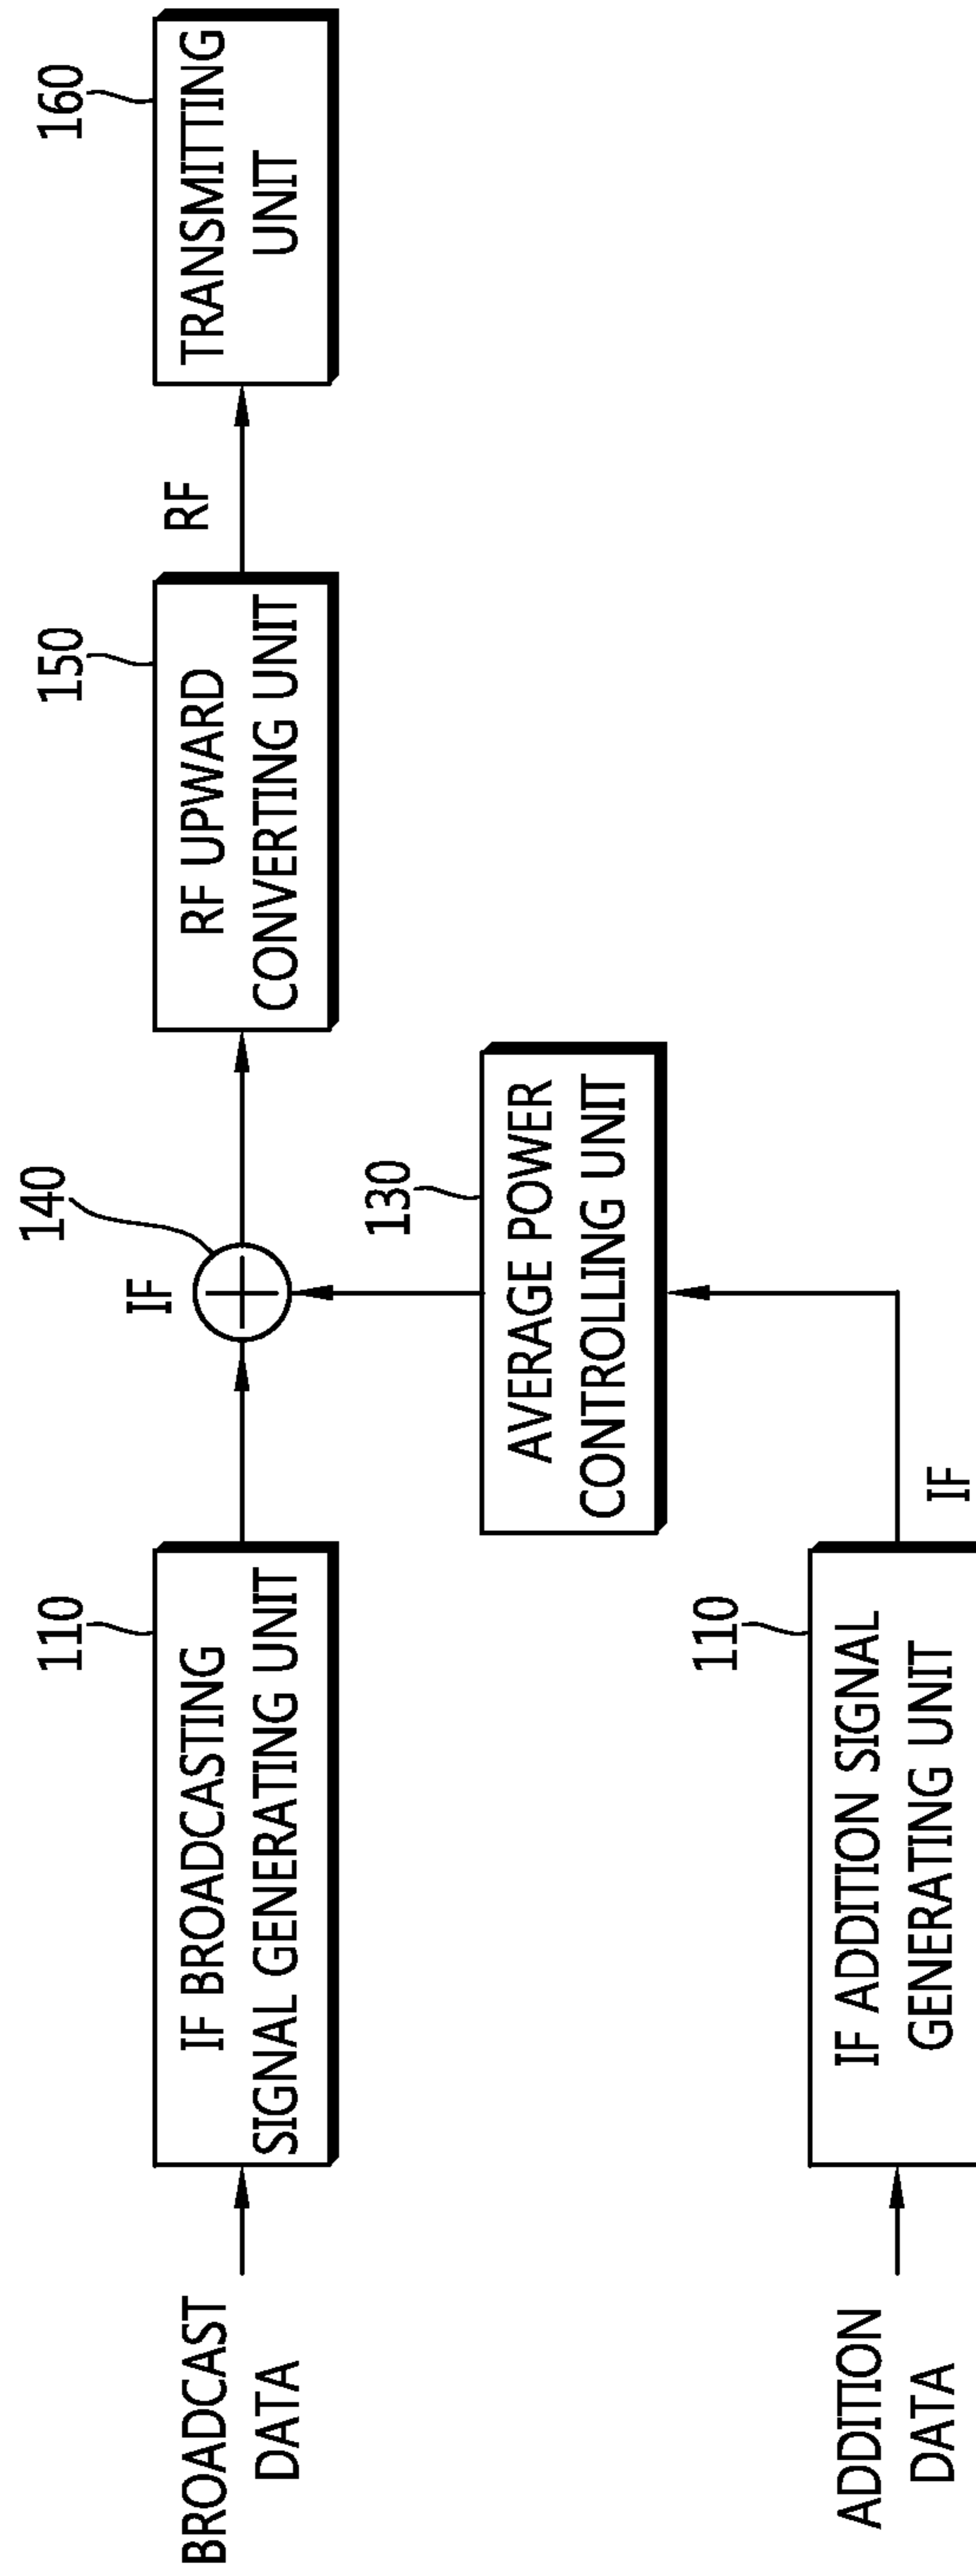 BROADCAST
DATA
110
IF BROADCASTING
SIGNAL GENERATING UNIT
IF
140
150
RF UPWARD
CONVERTING UNIT
RF
160
TRANSMITTING
UNIT
130
AVERAGE POWER
CONTROLLING UNIT
ADDITION
DATA
110
IF ADDITION SIGNAL
GENERATING UNIT
IF